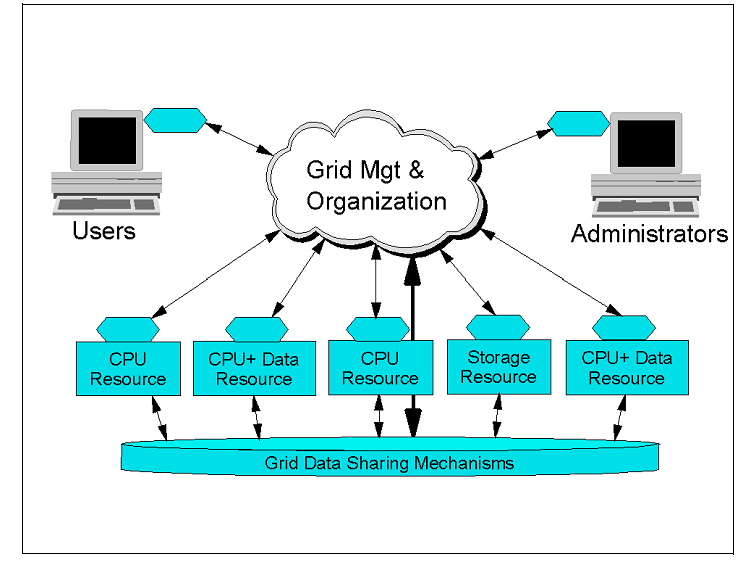 Grid Mgt &
Organization
Users
Administrators
CPU
Resource
CPU+ Data
Resource
CPU
Resource
Storage
Resource
CPU+ Data
Resource
Grid Data Sharing Mechanisms